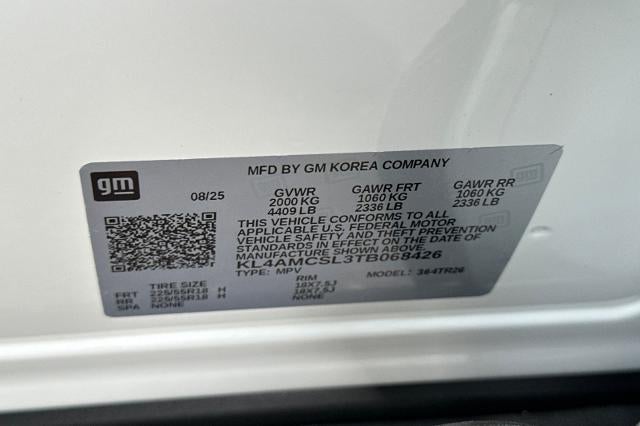 MFD BY GM KOREA COMPANY
gm
08/25 GVWR GAWR FRT GAWR RR
2000 KG 1060 KG 1060 KG
4409 LB 2336 LB 2336 LB
THIS VEHICLE CONFORMS TO ALL
APPLICABLE U.S. FEDERAL MOTOR
VEHICLE SAFETY AND THEFT PREVENTION
STANDARDS IN EFFECT ON THE DATE OF
MANUFACTURE SHOWN ABOVE.
KL4AMCSL3TB068426
TYPE: MPV MODEL: 364TR26
TIRE SIZE RIM
FRT 225/55R18 H 18X7.5J
RR 225/55R18 H 18X7.5J
SPA NONE NONE